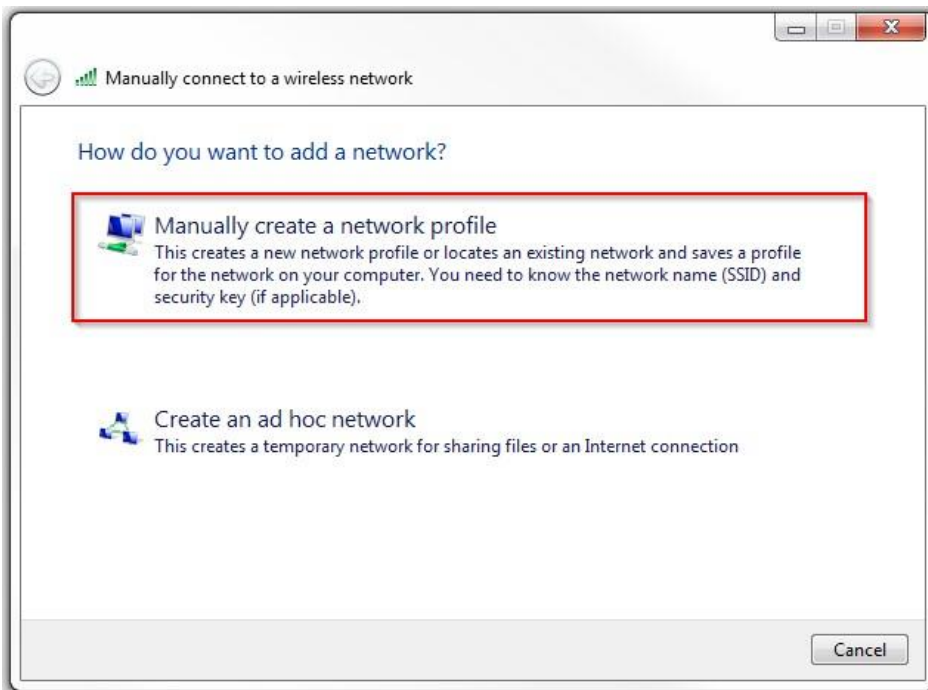 Manually connect to a wireless network
How do you want to add a network?
Manually create a network profile
This creates a new network profile or locates an existing network and saves a profile
for the network on your computer. You need to know the network name (SSID) and
security key (if applicable).
Create an ad hoc network
This creates a temporary network for sharing files or an Internet connection
Cancel